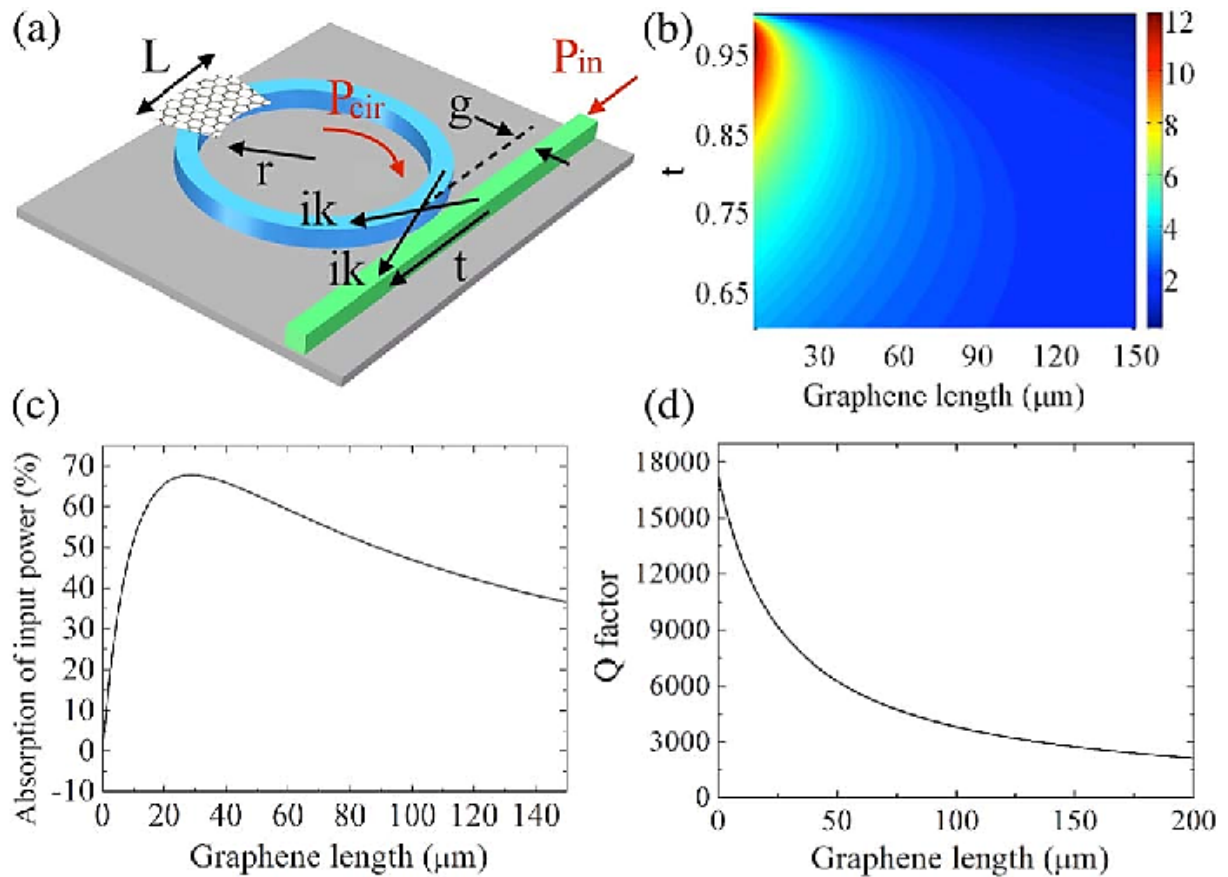 (a)
L
P_cir
P_in
g
r
ik
ik
t
(b)
t
0.95
0.85
0.75
0.65
30 60 90 120 150
Graphene length (μm)
12
10
8
6
4
2
(c)
Absorption of input power (%)
70
60
50
40
30
20
10
0
-10
0 20 40 60 80 100 120 140
Graphene length (μm)
(d)
Q factor
18000
15000
12000
9000
6000
3000
0
0 50 100 150 200
Graphene length (μm)